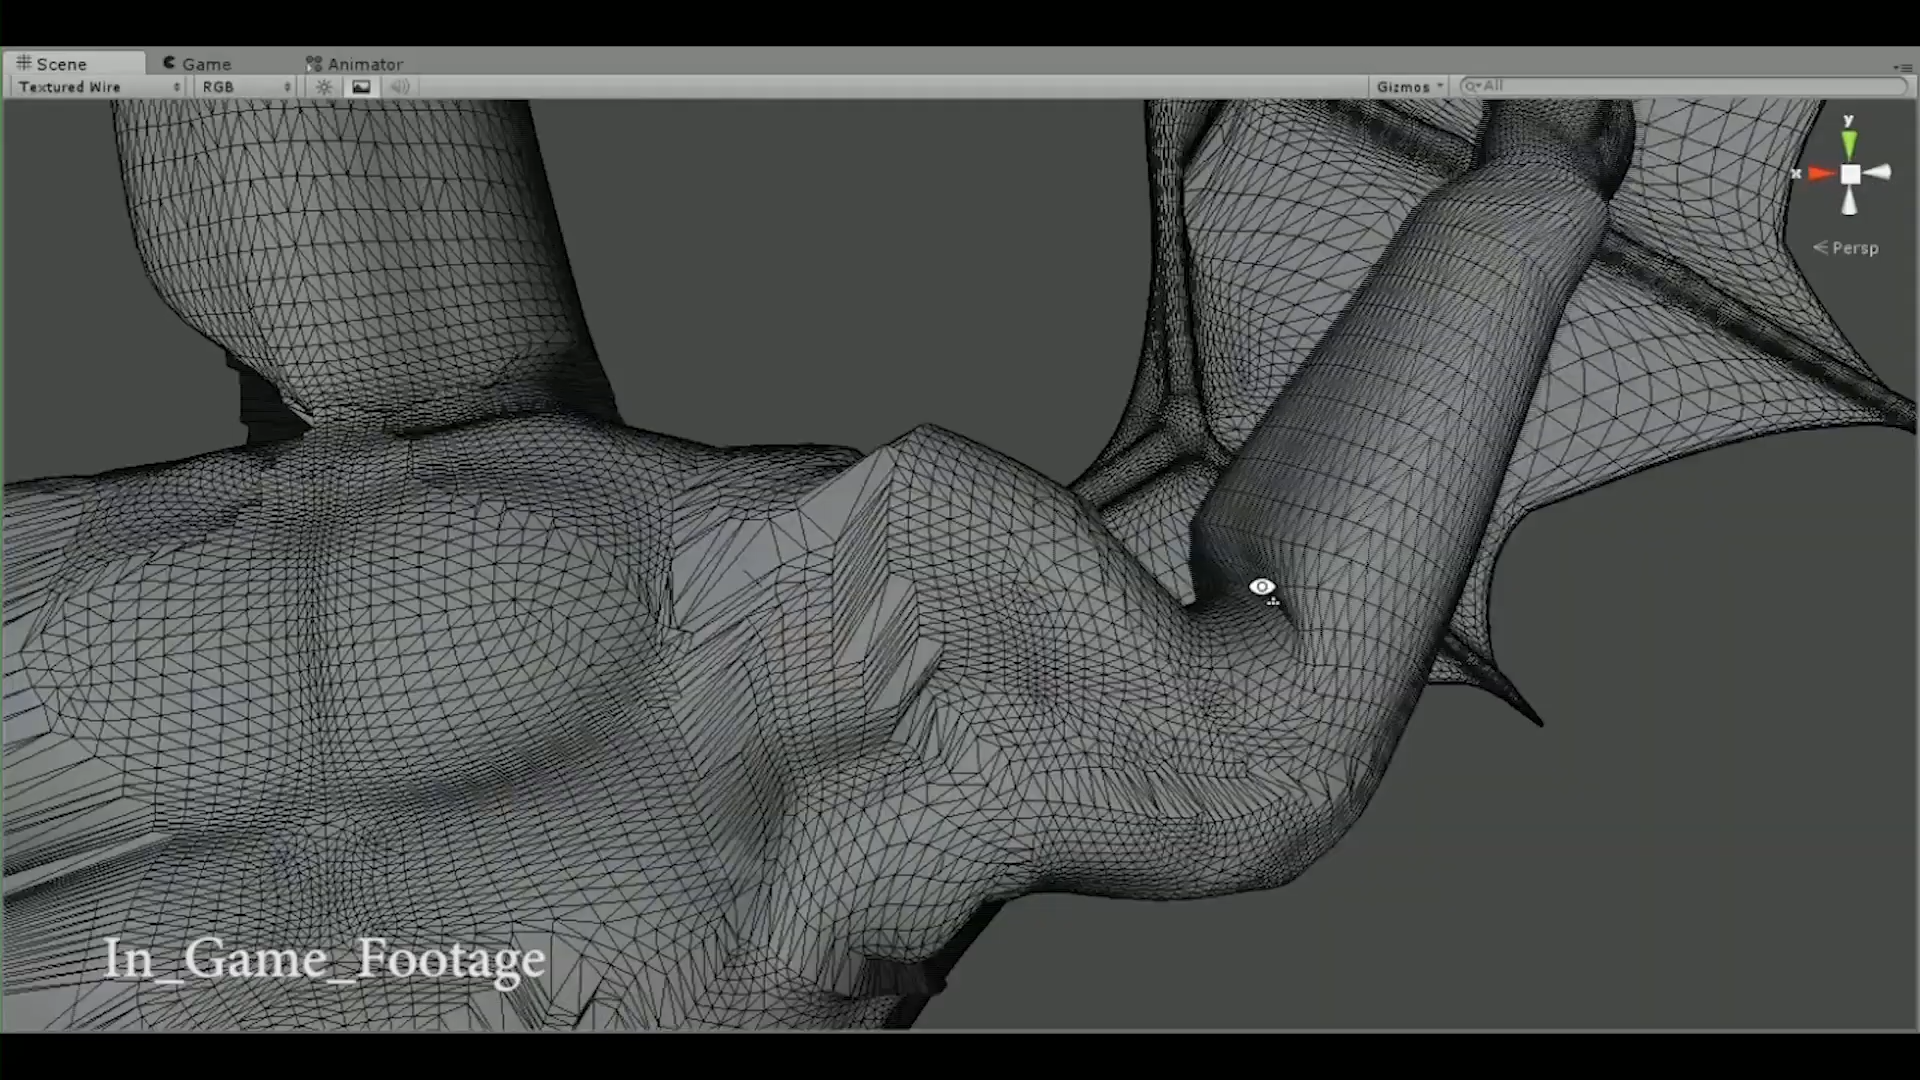 Scene Game Animator
Textured Wire RGB Gizmos All
y
x
Persp
In_Game_Footage